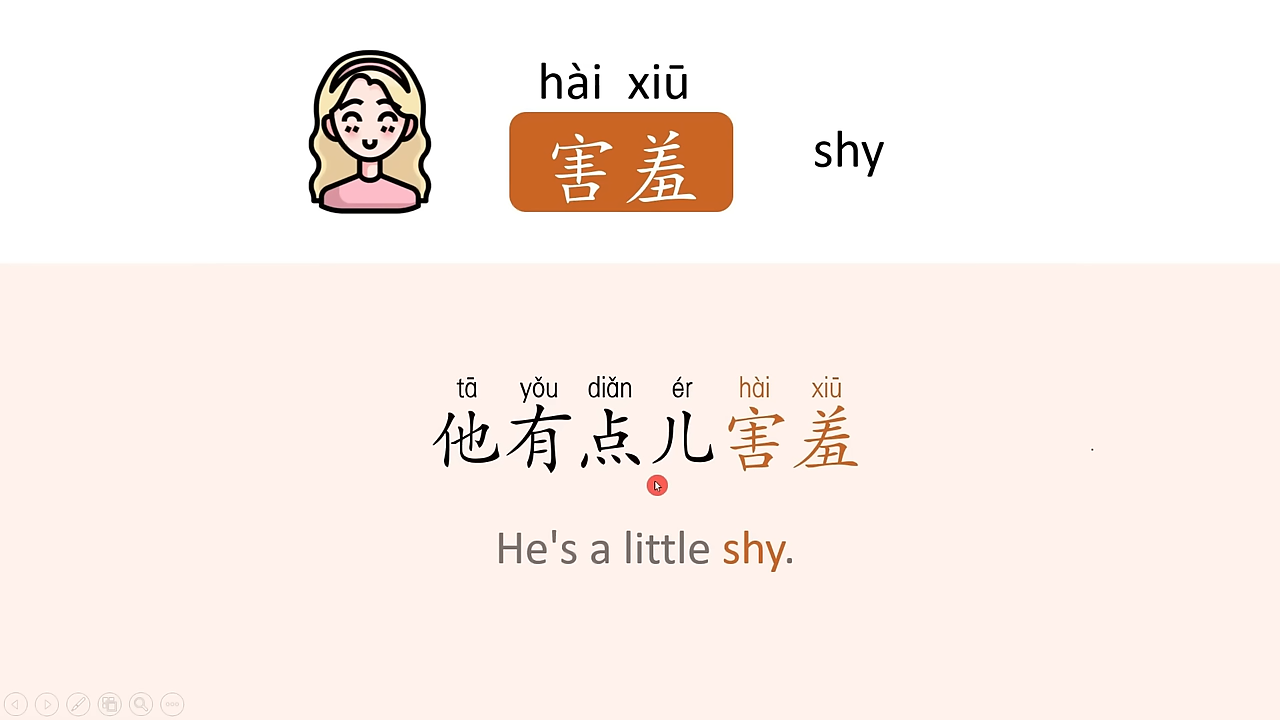 hài xiū
害羞
shy
tā yǒu diǎn ér hài xiū
他有点儿害羞
He's a little shy.